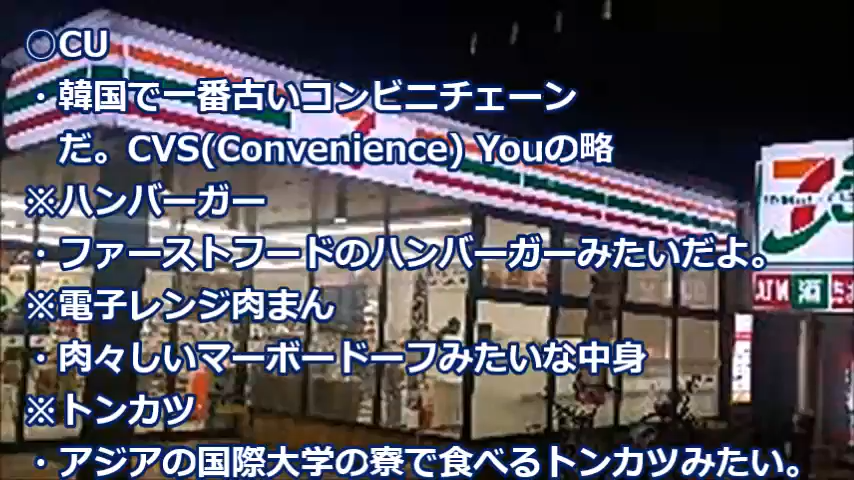 ○CU
・韓国で一番古いコンビニチェーン
だ。CVS(Convenience) Youの略
※ハンバーガー
・ファーストフードのハンバーガーみたいだよ。
※電子レンジ肉まん
・肉々しいマーボードーフみたいな中身
※トンカツ
・アジアの国際大学の寮で食べるトンカツみたい。
7
ATM 酒